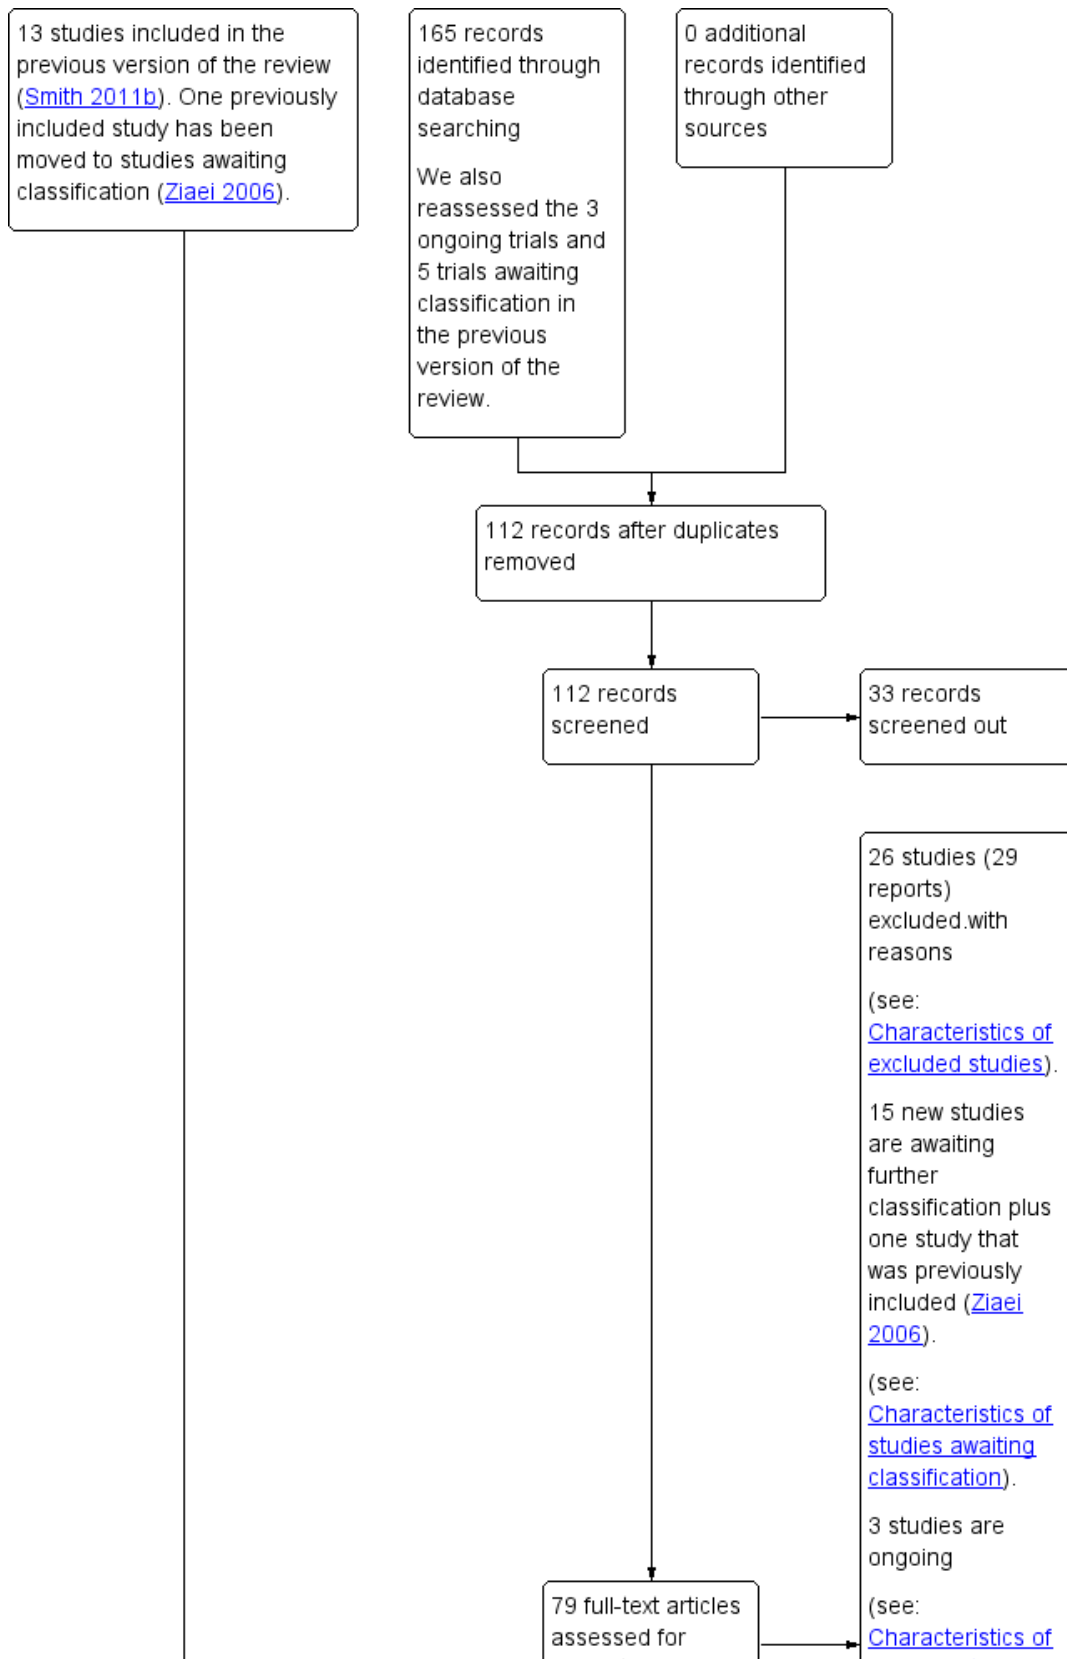 13 studies included in the
previous version of the review
(Smith 2011b). One previously
included study has been
moved to studies awaiting
classification (Ziaei 2006).
165 records
identified through
database
searching
We also
reassessed the 3
ongoing trials and
5 trials awaiting
classification in
the previous
version of the
review.
0 additional
records identified
through other
sources
112 records after duplicates
removed
112 records
screened
33 records
screened out
26 studies (29
reports)
excluded.with
reasons
(see:
Characteristics of
excluded studies).
15 new studies
are awaiting
further
classification plus
one study that
was previously
included (Ziaei
2006).
(see:
Characteristics of
studies awaiting
classification).
3 studies are
ongoing
(see:
Characteristics of
79 full-text articles
assessed for